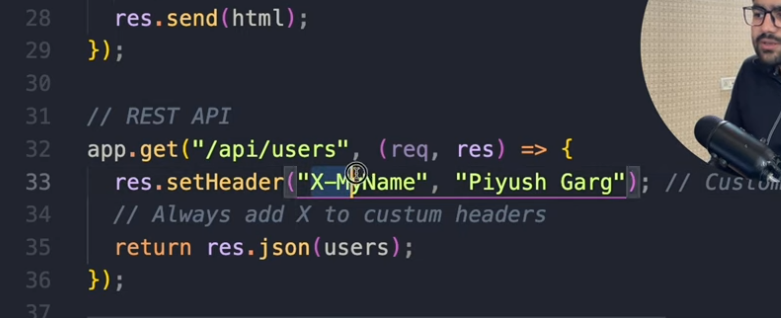 28 res.send(html);
29 });
30
31 // REST API
32 app.get("/api/users", (req, res) => {
33 res.setHeader("X-MyName", "Piyush Garg"); // Custom
34 // Always add X to custum headers
35 return res.json(users);
36 });
37